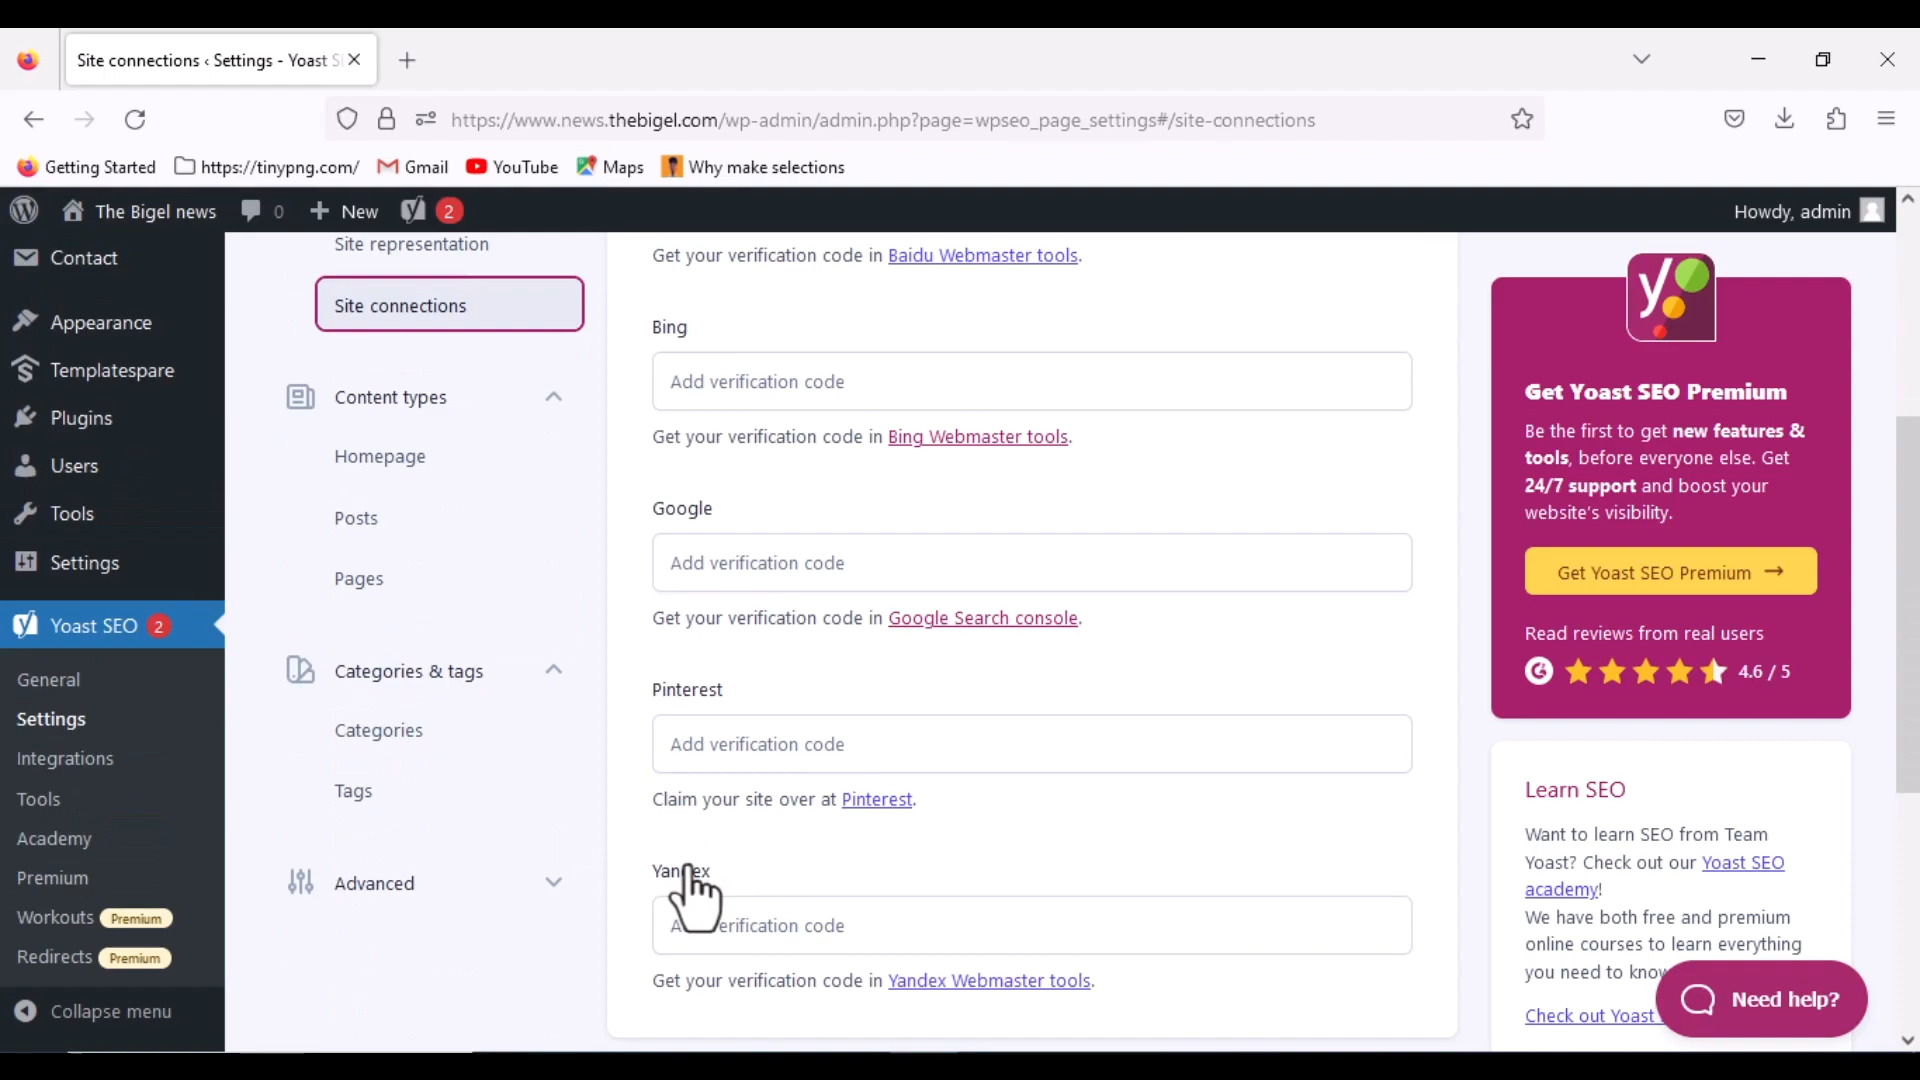 Site connections ‹ Settings - Yoast S
https://www.news.thebigel.com/wp-admin/admin.php?page=wpseo_page_settings#/site-connections
Getting Started
https://tinypng.com/
Gmail
YouTube
Maps
Why make selections
The Bigel news
0
New
2
Howdy, admin
Contact
Appearance
Templatespare
Plugins
Users
Tools
Settings
Yoast SEO 2
General
Settings
Integrations
Tools
Academy
Premium
Workouts Premium
Redirects Premium
Collapse menu
Site representation
Site connections
Content types
Homepage
Posts
Pages
Categories & tags
Categories
Tags
Advanced
Get your verification code in Baidu Webmaster tools.
Bing
Add verification code
Get your verification code in Bing Webmaster tools.
Google
Add verification code
Get your verification code in Google Search console.
Pinterest
Add verification code
Claim your site over at Pinterest.
Yandex
verification code
Get your verification code in Yandex Webmaster tools.
Get Yoast SEO Premium
Be the first to get new features &
tools, before everyone else. Get
24/7 support and boost your
website's visibility.
Get Yoast SEO Premium →
Read reviews from real users
4.6 / 5
Learn SEO
Want to learn SEO from Team
Yoast? Check out our Yoast SEO
academy!
We have both free and premium
online courses to learn everything
you need to know
Check out Yoast
Need help?